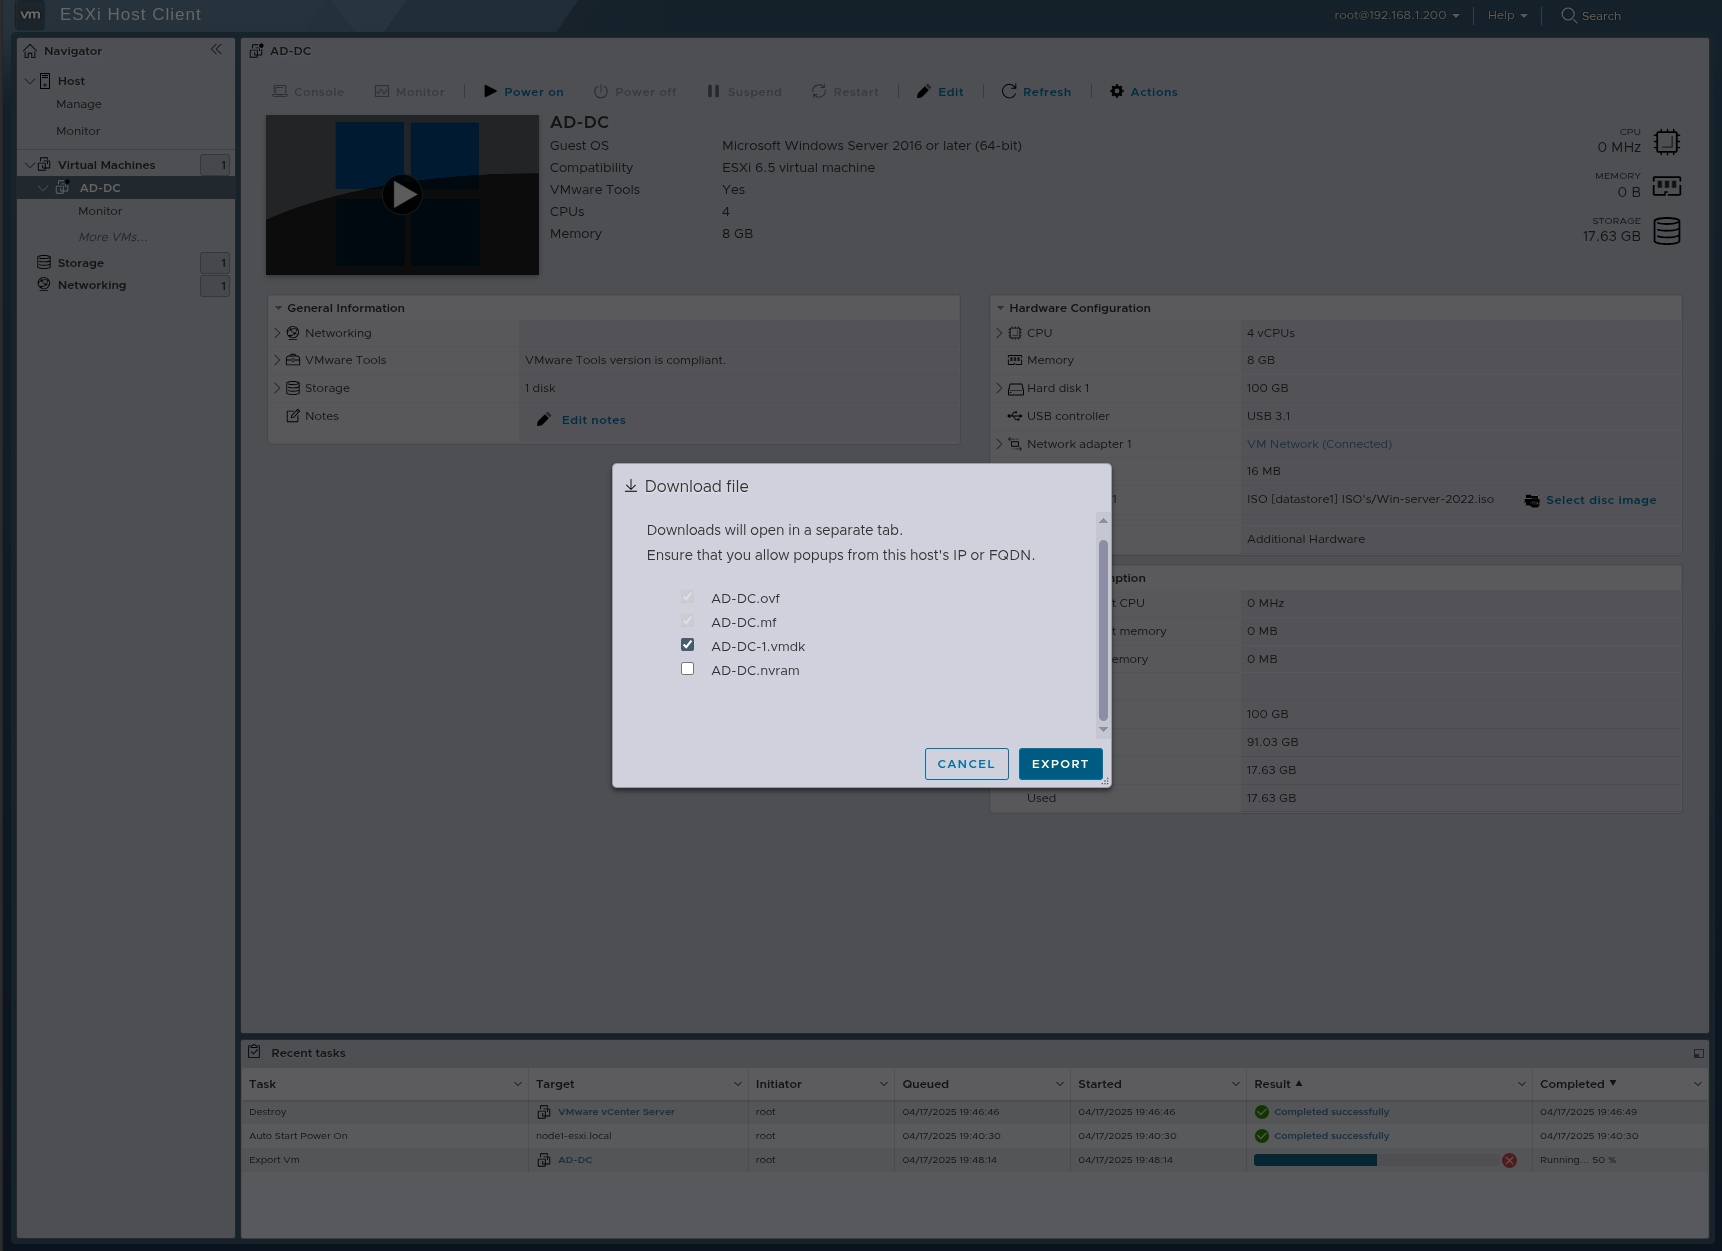 vm ESXi Host Client
root@192.168.1.200 Help Search
Navigator
Host
Manage
Monitor
Virtual Machines 1
AD-DC
Monitor
More VMs...
Storage 1
Networking 1
AD-DC
Console Monitor Power on Power off Suspend Restart Edit Refresh Actions
AD-DC
Guest OS Microsoft Windows Server 2016 or later (64-bit)
Compatibility ESXi 6.5 virtual machine
VMware Tools Yes
CPUs 4
Memory 8 GB
CPU
0 MHz
MEMORY
0 B
STORAGE
17.63 GB
General Information
Networking
VMware Tools VMware Tools version is compliant.
Storage 1 disk
Notes Edit notes
Hardware Configuration
CPU 4 vCPUs
Memory 8 GB
Hard disk 1 100 GB
USB controller USB 3.1
Network adapter 1 VM Network (Connected)
16 MB
1 ISO [datastore1] ISO's/Win-server-2022.iso Select disc image
Additional Hardware
mption
t CPU 0 MHz
t memory 0 MB
emory 0 MB
100 GB
91.03 GB
17.63 GB
Used 17.63 GB
Download file
Downloads will open in a separate tab.
Ensure that you allow popups from this host's IP or FQDN.
AD-DC.ovf
AD-DC.mf
AD-DC-1.vmdk
AD-DC.nvram
CANCEL EXPORT
Recent tasks
Task Target Initiator Queued Started Result Completed
Destroy VMware vCenter Server root 04/17/2025 19:46:46 04/17/2025 19:46:46 Completed successfully 04/17/2025 19:46:49
Auto Start Power On node1-esxi.local root 04/17/2025 19:40:30 04/17/2025 19:40:30 Completed successfully 04/17/2025 19:40:30
Export Vm AD-DC root 04/17/2025 19:48:14 04/17/2025 19:48:14 Running... 50 %